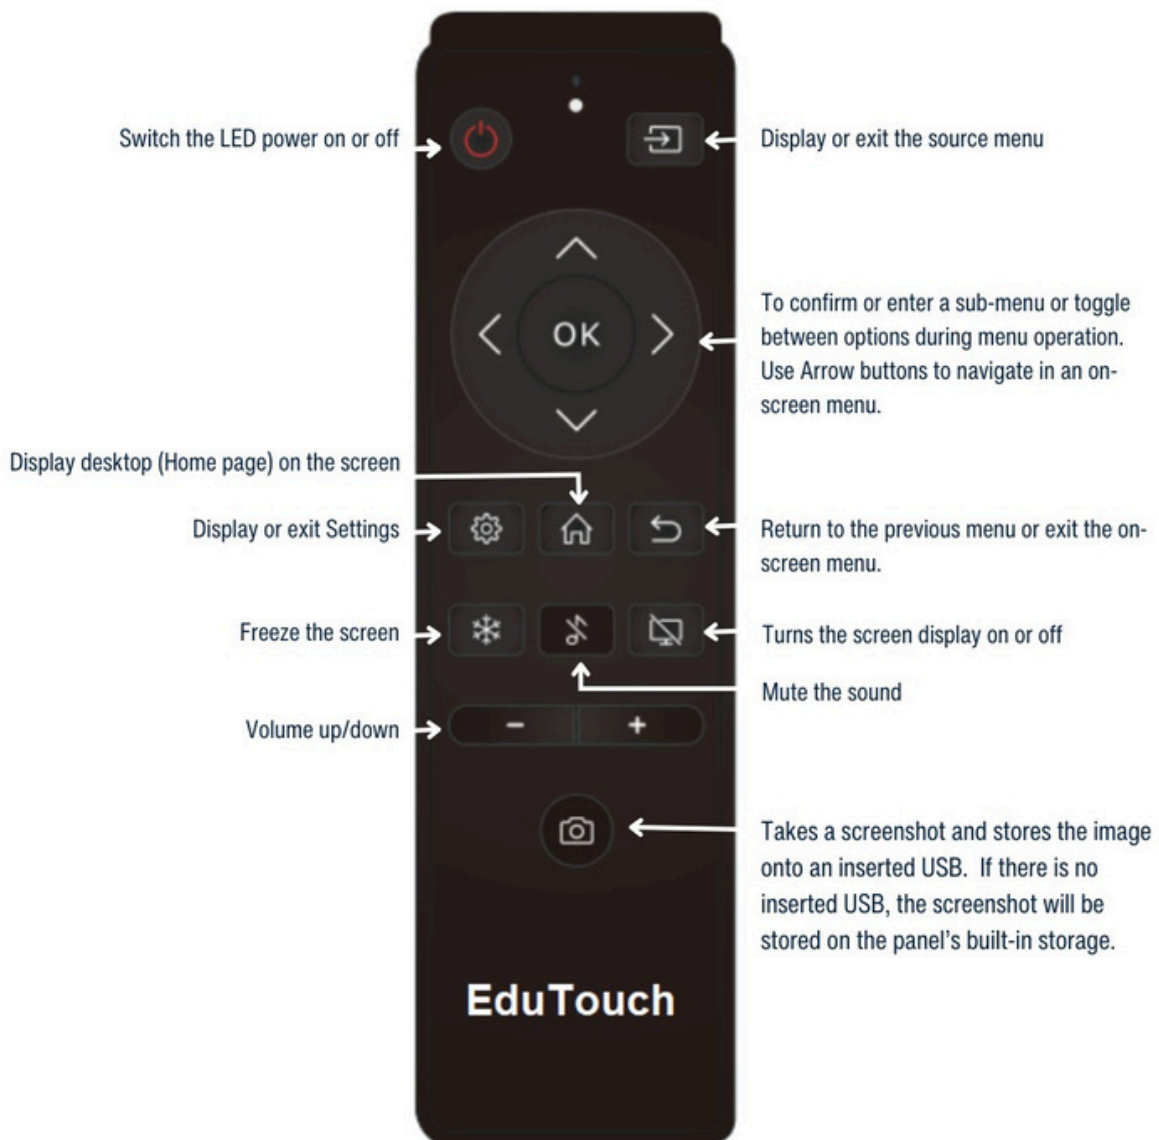 Switch the LED power on or off
Display or exit the source menu
To confirm or enter a sub-menu or toggle
between options during menu operation.
Use Arrow buttons to navigate in an on-
screen menu.
OK
Display desktop (Home page) on the screen
Display or exit Settings
Return to the previous menu or exit the on-
screen menu.
Freeze the screen
Turns the screen display on or off
Mute the sound
Volume up/down
- +
Takes a screenshot and stores the image
onto an inserted USB. If there is no
inserted USB, the screenshot will be
stored on the panel's built-in storage.
EduTouch